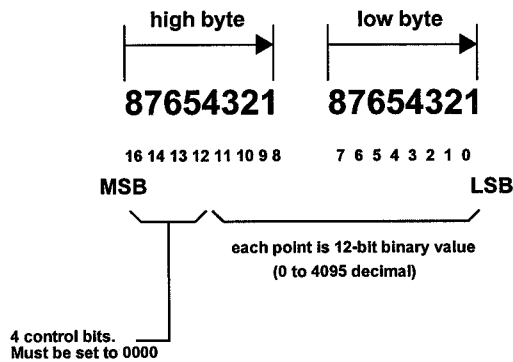 high byte low byte
87654321 87654321
16 14 13 12 11 10 9 8 7 6 5 4 3 2 1 0
MSB LSB
each point is 12-bit binary value
(0 to 4095 decimal)
4 control bits.
Must be set to 0000